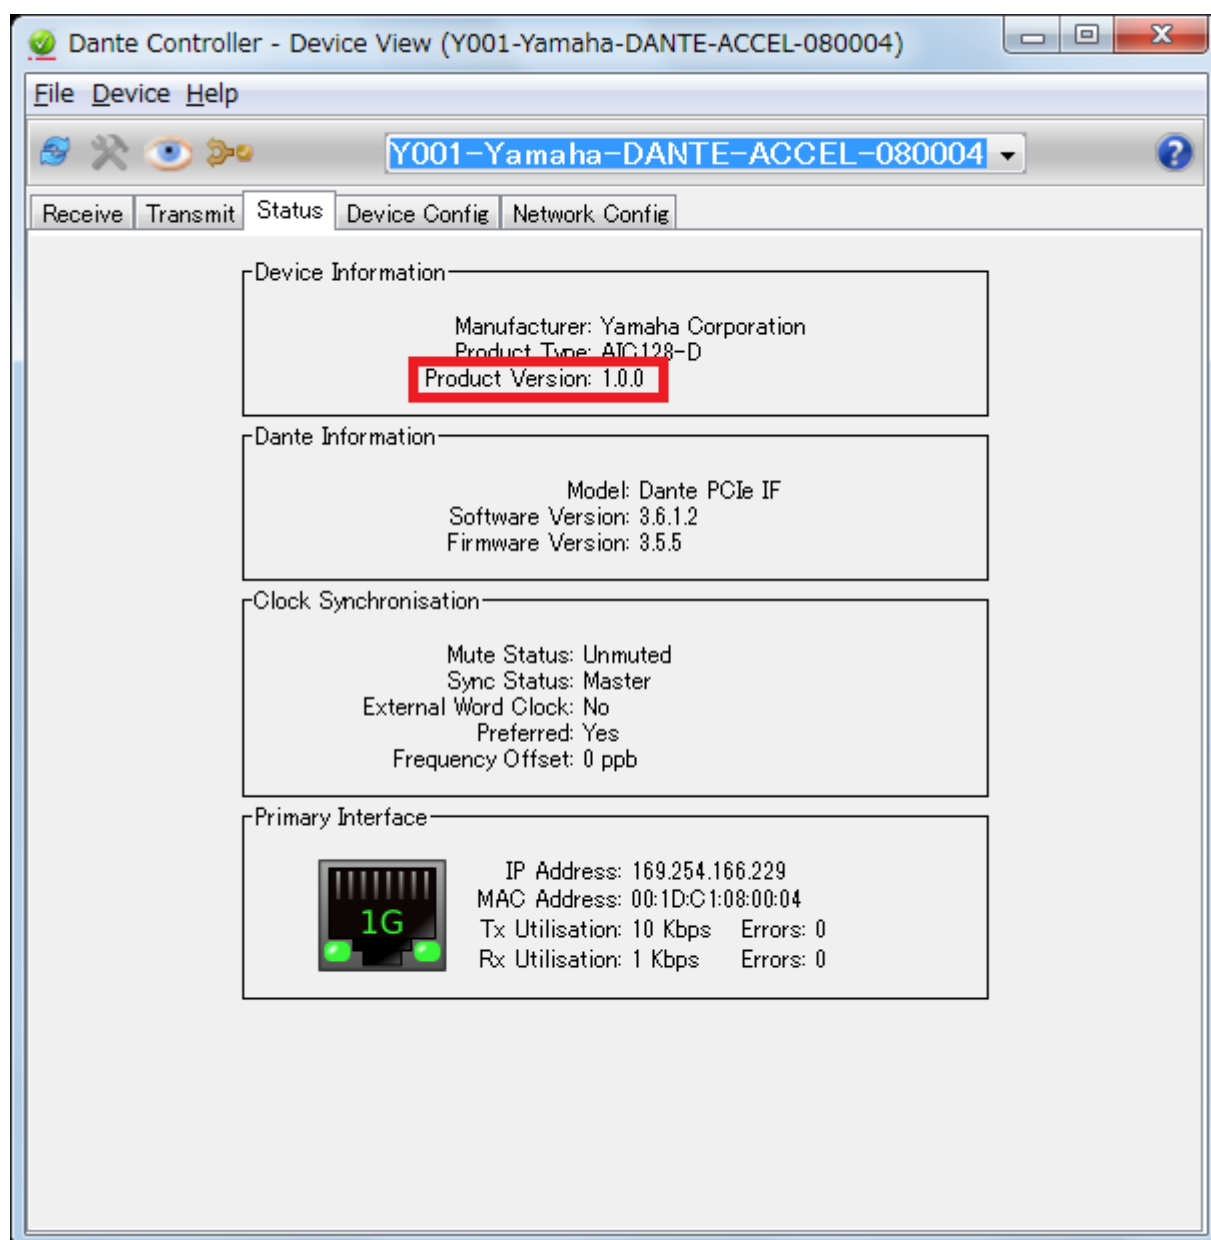 Dante Controller - Device View (Y001-Yamaha-DANTE-ACCEL-080004)
File Device Help
Y001-Yamaha-DANTE-ACCEL-080004
Receive Transmit Status Device Config Network Config
Device Information
Manufacturer: Yamaha Corporation
Product Type: AIC128-D
Product Version: 1.0.0
Dante Information
Model: Dante PCIe IF
Software Version: 3.6.1.2
Firmware Version: 3.5.5
Clock Synchronisation
Mute Status: Unmuted
Sync Status: Master
External Word Clock: No
Preferred: Yes
Frequency Offset: 0 ppb
Primary Interface
1G
IP Address: 169.254.166.229
MAC Address: 00:1D:C1:08:00:04
Tx Utilisation: 10 Kbps Errors: 0
Rx Utilisation: 1 Kbps Errors: 0